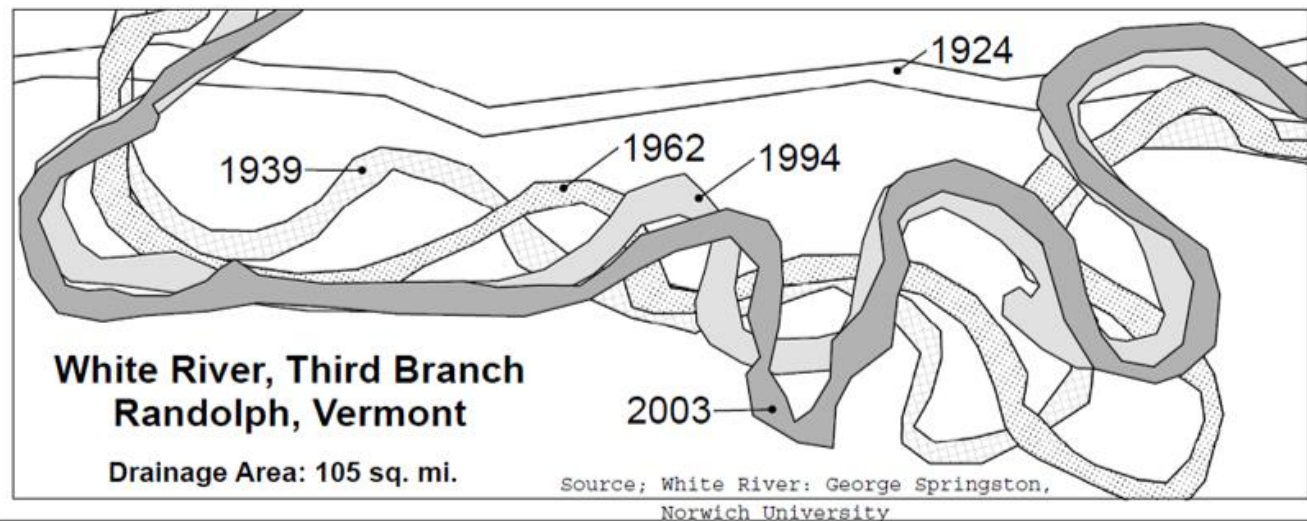 1924
1939
1962
1994
2003
White River, Third Branch
Randolph, Vermont
Drainage Area: 105 sq. mi.
Source; White River: George Springston,
Norwich University